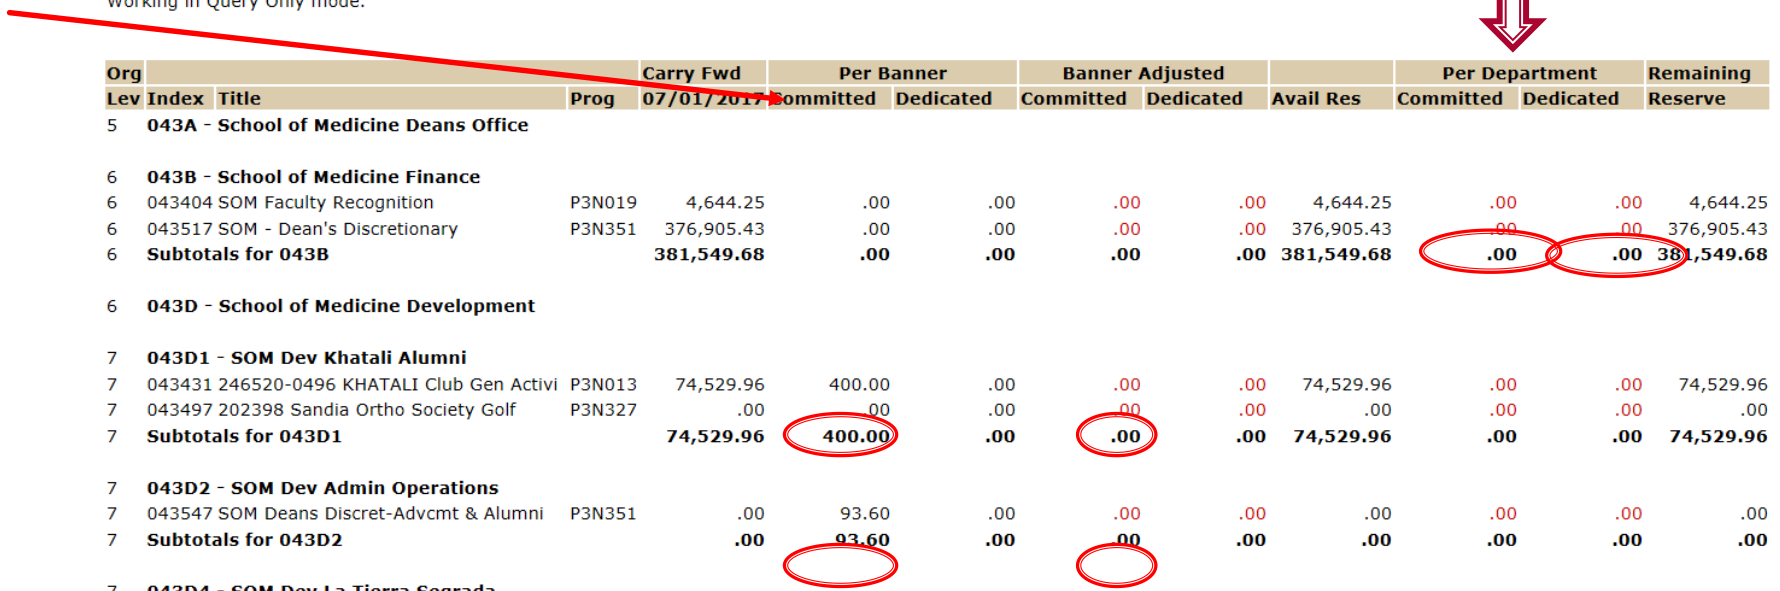 Working in Query Only mode.
Org Carry Fwd Per Banner Banner Adjusted Per Department Remaining
Lev Index Title Prog 07/01/2017 Committed Dedicated Committed Dedicated Avail Res Committed Dedicated Reserve
5 043A - School of Medicine Deans Office
6 043B - School of Medicine Finance
6 043404 SOM Faculty Recognition P3N019 4,644.25 .00 .00 .00 .00 4,644.25 .00 .00 4,644.25
6 043517 SOM - Dean's Discretionary P3N351 376,905.43 .00 .00 .00 .00 376,905.43 .00 .00 376,905.43
6 Subtotals for 043B 381,549.68 .00 .00 .00 .00 381,549.68 .00 .00 381,549.68
6 043D - School of Medicine Development
7 043D1 - SOM Dev Khatali Alumni
7 043431 246520-0496 KHATALI Club Gen Activi P3N013 74,529.96 400.00 .00 .00 .00 74,529.96 .00 .00 74,529.96
7 043497 202398 Sandia Ortho Society Golf P3N327 .00 .00 .00 .00 .00 .00 .00 .00 .00
7 Subtotals for 043D1 74,529.96 400.00 .00 .00 .00 74,529.96 .00 .00 74,529.96
7 043D2 - SOM Dev Admin Operations
7 043547 SOM Deans Discret-Advcmt & Alumni P3N351 .00 93.60 .00 .00 .00 .00 .00 .00 .00
7 Subtotals for 043D2 .00 93.60 .00 .00 .00 .00 .00 .00 .00
7 043D4 - SOM Dev La Tierra Segrada